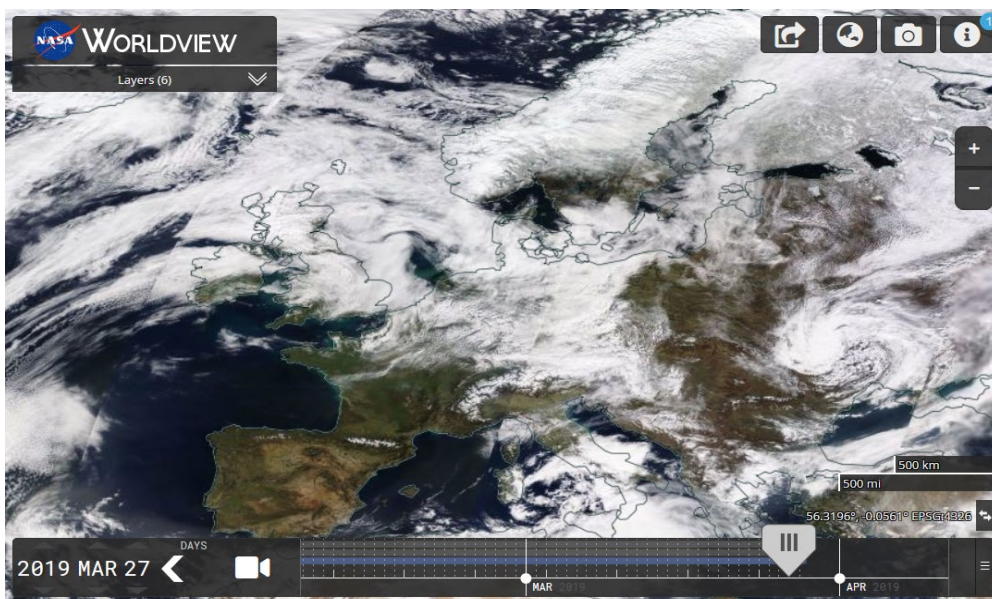 NASA WORLDVIEW
Layers (6)
1
+
−
500 km
500 mi
56.3196°, -0.0561° EPSG:4326
DAYS
2019 MAR 27
MAR 2019
APR 2019